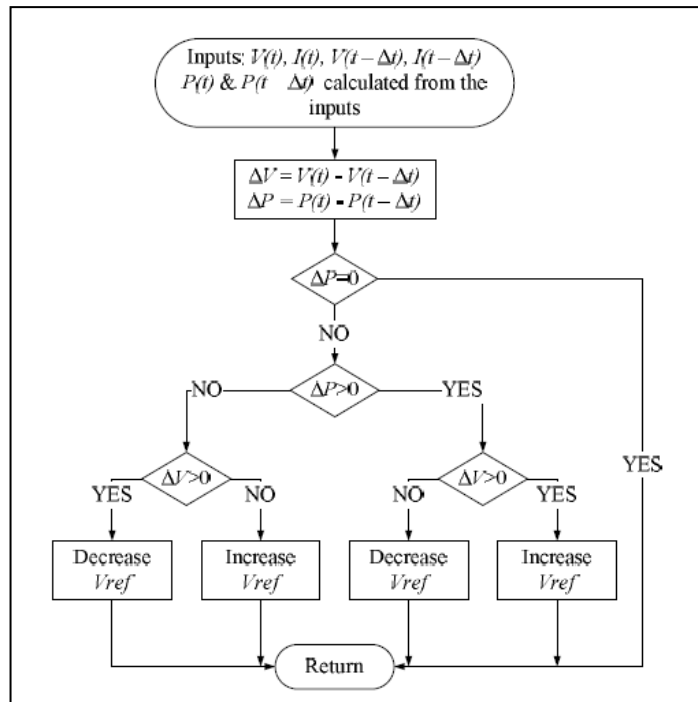 Inputs: V(t), I(t), V(t – Δt), I(t – Δt)
P(t) & P(t Δt) calculated from the
inputs
ΔV = V(t) - V(t – Δt)
ΔP = P(t) - P(t – Δt)
ΔP=0
NO
NO
ΔP>0
YES
YES
YES
ΔV>0
NO
NO
ΔV>0
YES
Decrease
Vref
Increase
Vref
Decrease
Vref
Increase
Vref
Return